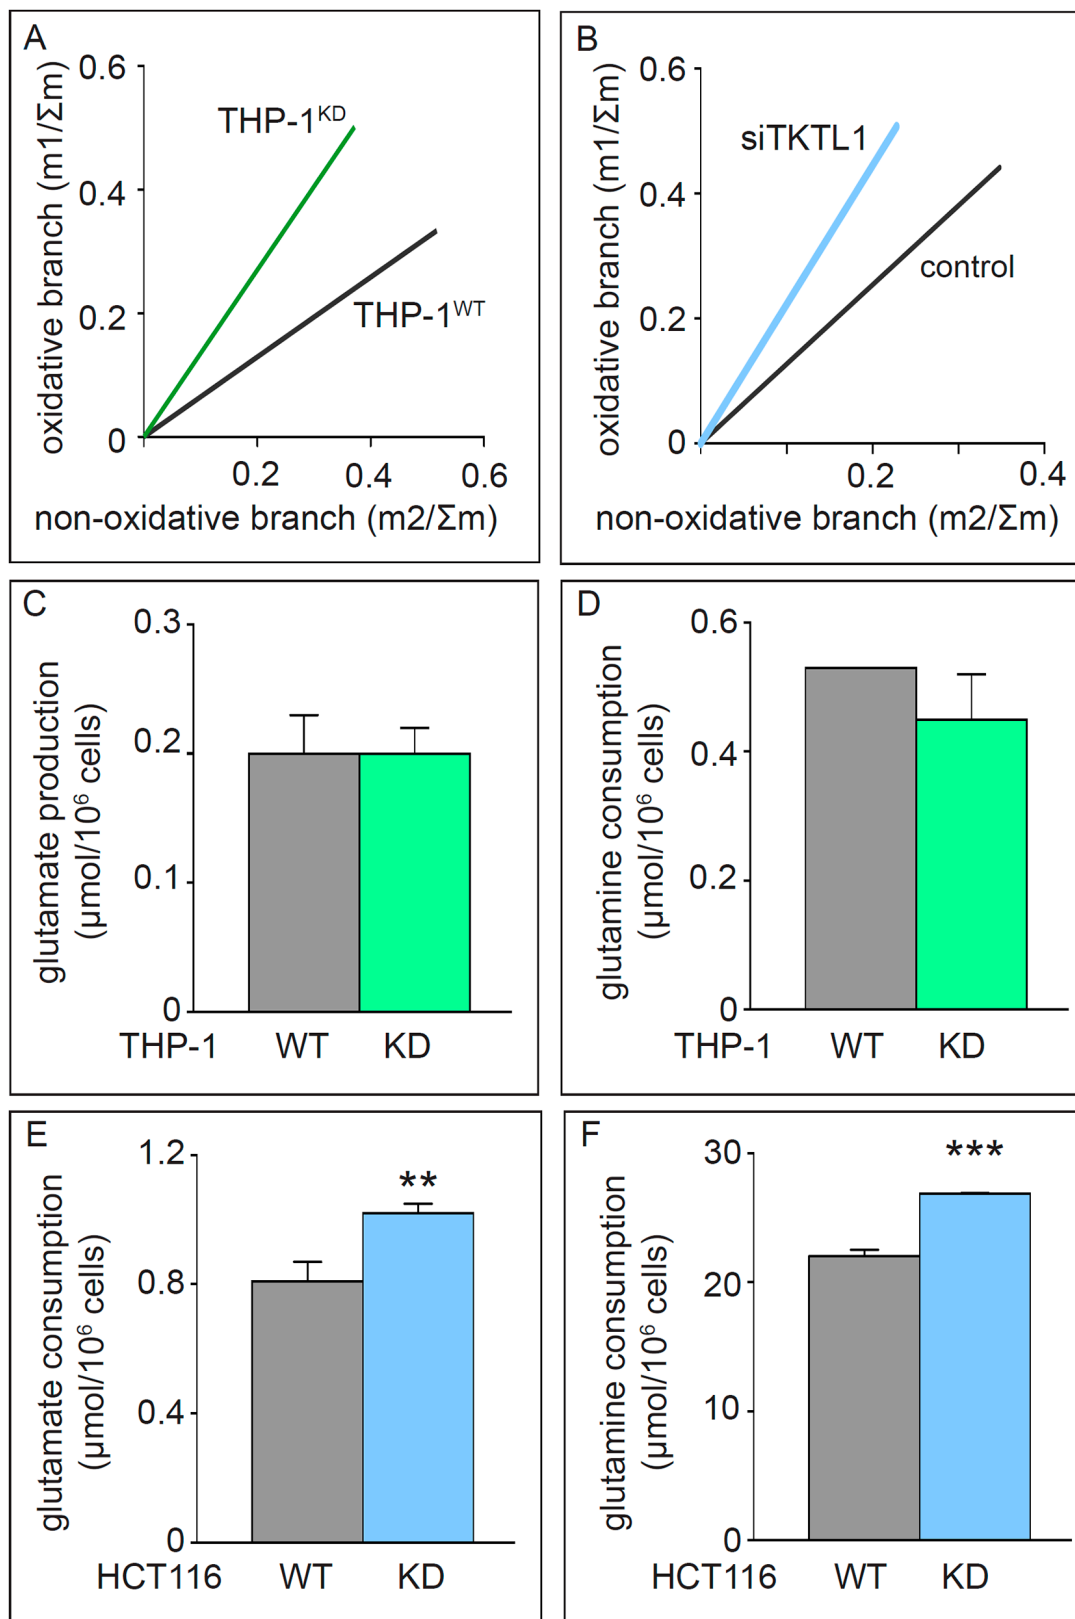 A
oxidative branch (m1/Σm)
0.6
0.4
0.2
0
THP-1ᴷᴰ
THP-1ᵂᵀ
0.2 0.4 0.6
non-oxidative branch (m2/Σm)
B
oxidative branch (m1/Σm)
0.6
0.4
0.2
0
siTKTL1
control
0.2 0.4
non-oxidative branch (m2/Σm)
C
glutamate production
(µmol/10⁶ cells)
0.3
0.2
0.1
0
THP-1 WT KD
D
glutamine consumption
(µmol/10⁶ cells)
0.6
0.4
0.2
0
THP-1 WT KD
E
glutamate consumption
(µmol/10⁶ cells)
1.2
0.8
0.4
0
**
HCT116 WT KD
F
glutamine consumption
(µmol/10⁶ cells)
30
20
10
0
***
HCT116 WT KD